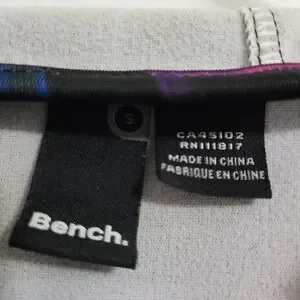 S
Bench.
CA45102
RN111817
MADE IN CHINA
FABRIQUE EN CHINE